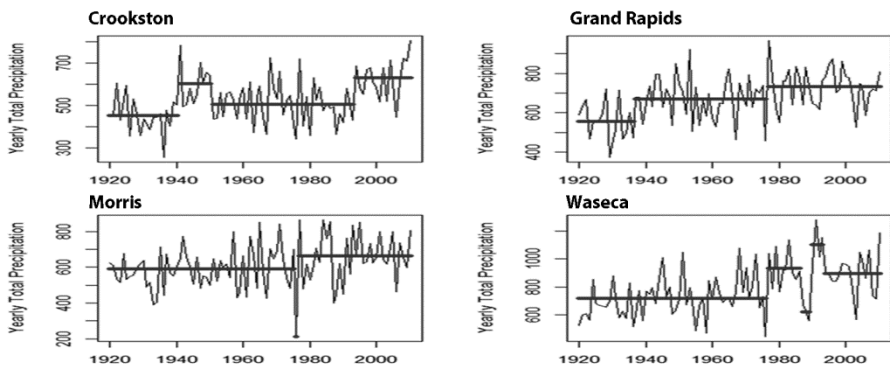 Crookston
Yearly Total Precipitation
700
500
300
1920 1940 1960 1980 2000
Grand Rapids
Yearly Total Precipitation
800
600
400
1920 1940 1960 1980 2000
Morris
Yearly Total Precipitation
800
600
400
200
1920 1940 1960 1980 2000
Waseca
Yearly Total Precipitation
1000
800
600
1920 1940 1960 1980 2000